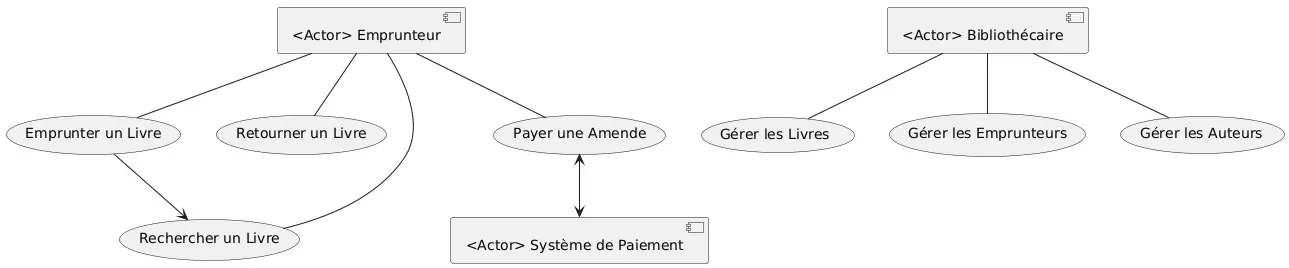 <Actor> Emprunteur
<Actor> Bibliothécaire
Emprunter un Livre
Retourner un Livre
Payer une Amende
Gérer les Livres
Gérer les Emprunteurs
Gérer les Auteurs
Rechercher un Livre
<Actor> Système de Paiement